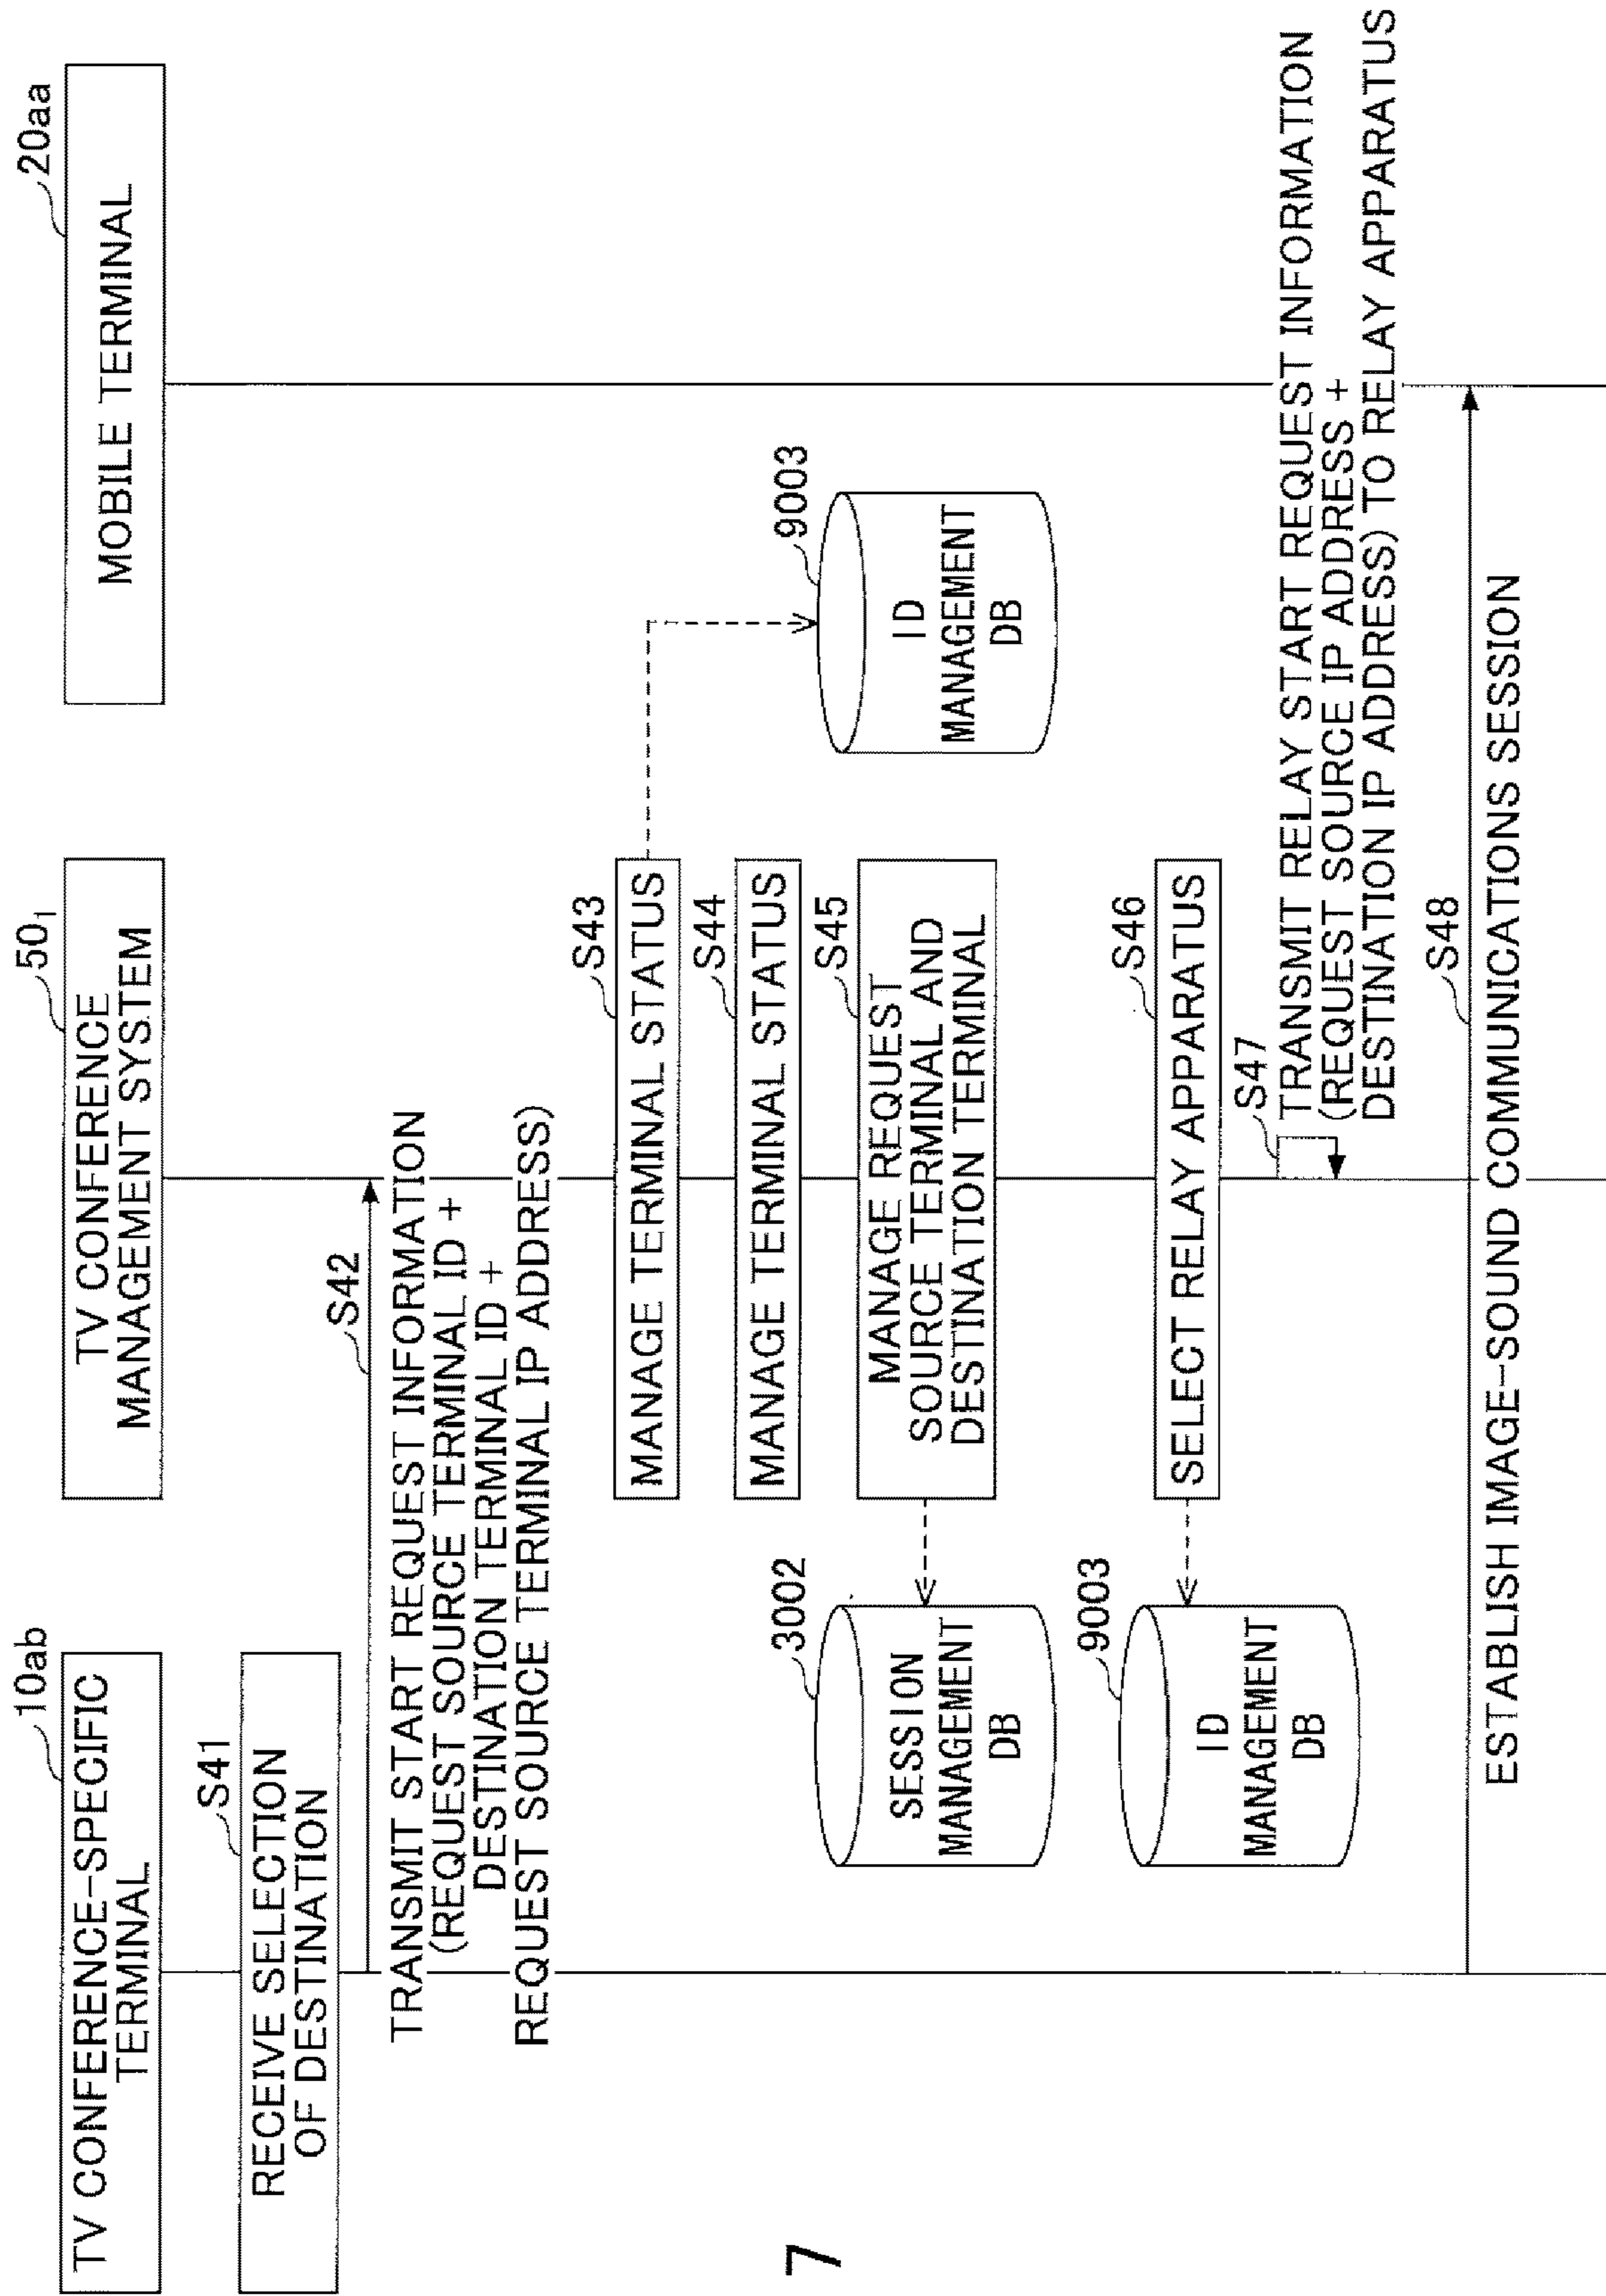 10ab
TV CONFERENCE-SPECIFIC
TERMINAL
50₁
TV CONFERENCE
MANAGEMENT SYSTEM
20aa
MOBILE TERMINAL
S41
RECEIVE SELECTION
OF DESTINATION
S42
TRANSMIT START REQUEST INFORMATION
(REQUEST SOURCE TERMINAL ID +
DESTINATION TERMINAL ID +
REQUEST SOURCE TERMINAL IP ADDRESS)
S43
MANAGE TERMINAL STATUS
9003
ID
MANAGEMENT
DB
S44
MANAGE TERMINAL STATUS
S45
MANAGE REQUEST
SOURCE TERMINAL AND
DESTINATION TERMINAL
3002
SESSION
MANAGEMENT
DB
S46
SELECT RELAY APPARATUS
9003
ID
MANAGEMENT
DB
S47
TRANSMIT RELAY START REQUEST INFORMATION
(REQUEST SOURCE IP ADDRESS +
DESTINATION IP ADDRESS) TO RELAY APPARATUS
S48
ESTABLISH IMAGE-SOUND COMMUNICATIONS SESSION
7